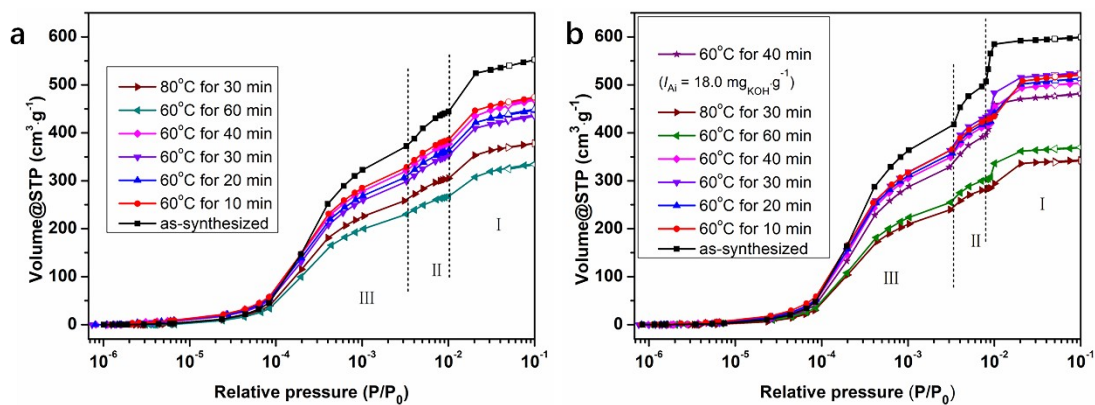 a
600
500
400
300
200
100
0
Volume@STP (cm³·g⁻¹)
80°C for 30 min
60°C for 60 min
60°C for 40 min
60°C for 30 min
60°C for 20 min
60°C for 10 min
as-synthesized
III
II
I
10⁻⁶
10⁻⁵
10⁻⁴
10⁻³
10⁻²
10⁻¹
Relative pressure (P/P₀)
b
600
500
400
300
200
100
0
Volume@STP (cm³·g⁻¹)
60°C for 40 min
(I_Ai = 18.0 mg_KOH·g⁻¹)
80°C for 30 min
60°C for 60 min
60°C for 40 min
60°C for 30 min
60°C for 20 min
60°C for 10 min
as-synthesized
III
II
I
10⁻⁶
10⁻⁵
10⁻⁴
10⁻³
10⁻²
10⁻¹
Relative pressure (P/P₀)